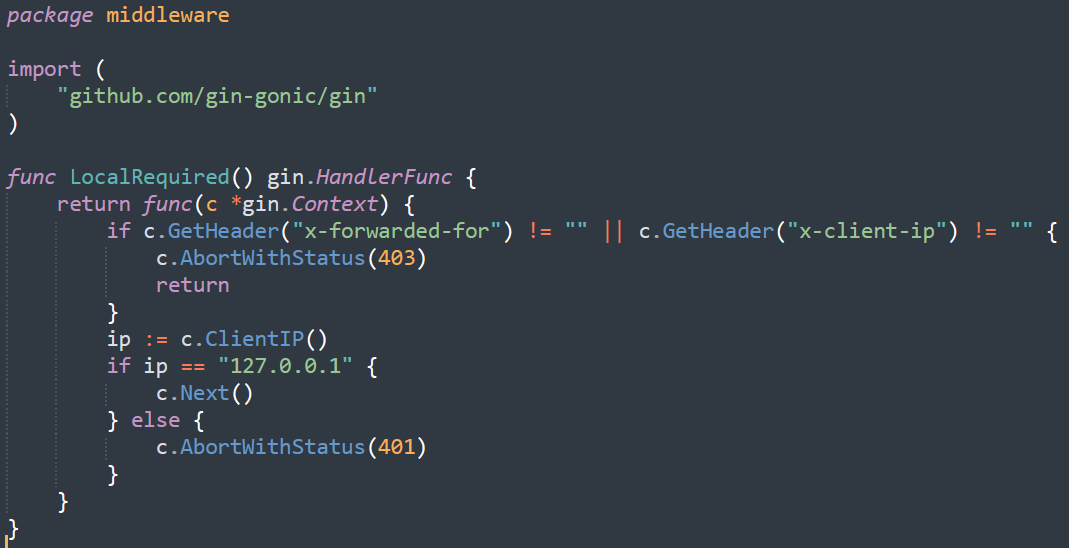 package middleware

import (
    "github.com/gin-gonic/gin"
)

func LocalRequired() gin.HandlerFunc {
    return func(c *gin.Context) {
        if c.GetHeader("x-forwarded-for") != "" || c.GetHeader("x-client-ip") != "" {
            c.AbortWithStatus(403)
            return
        }
        ip := c.ClientIP()
        if ip == "127.0.0.1" {
            c.Next()
        } else {
            c.AbortWithStatus(401)
        }
    }
}